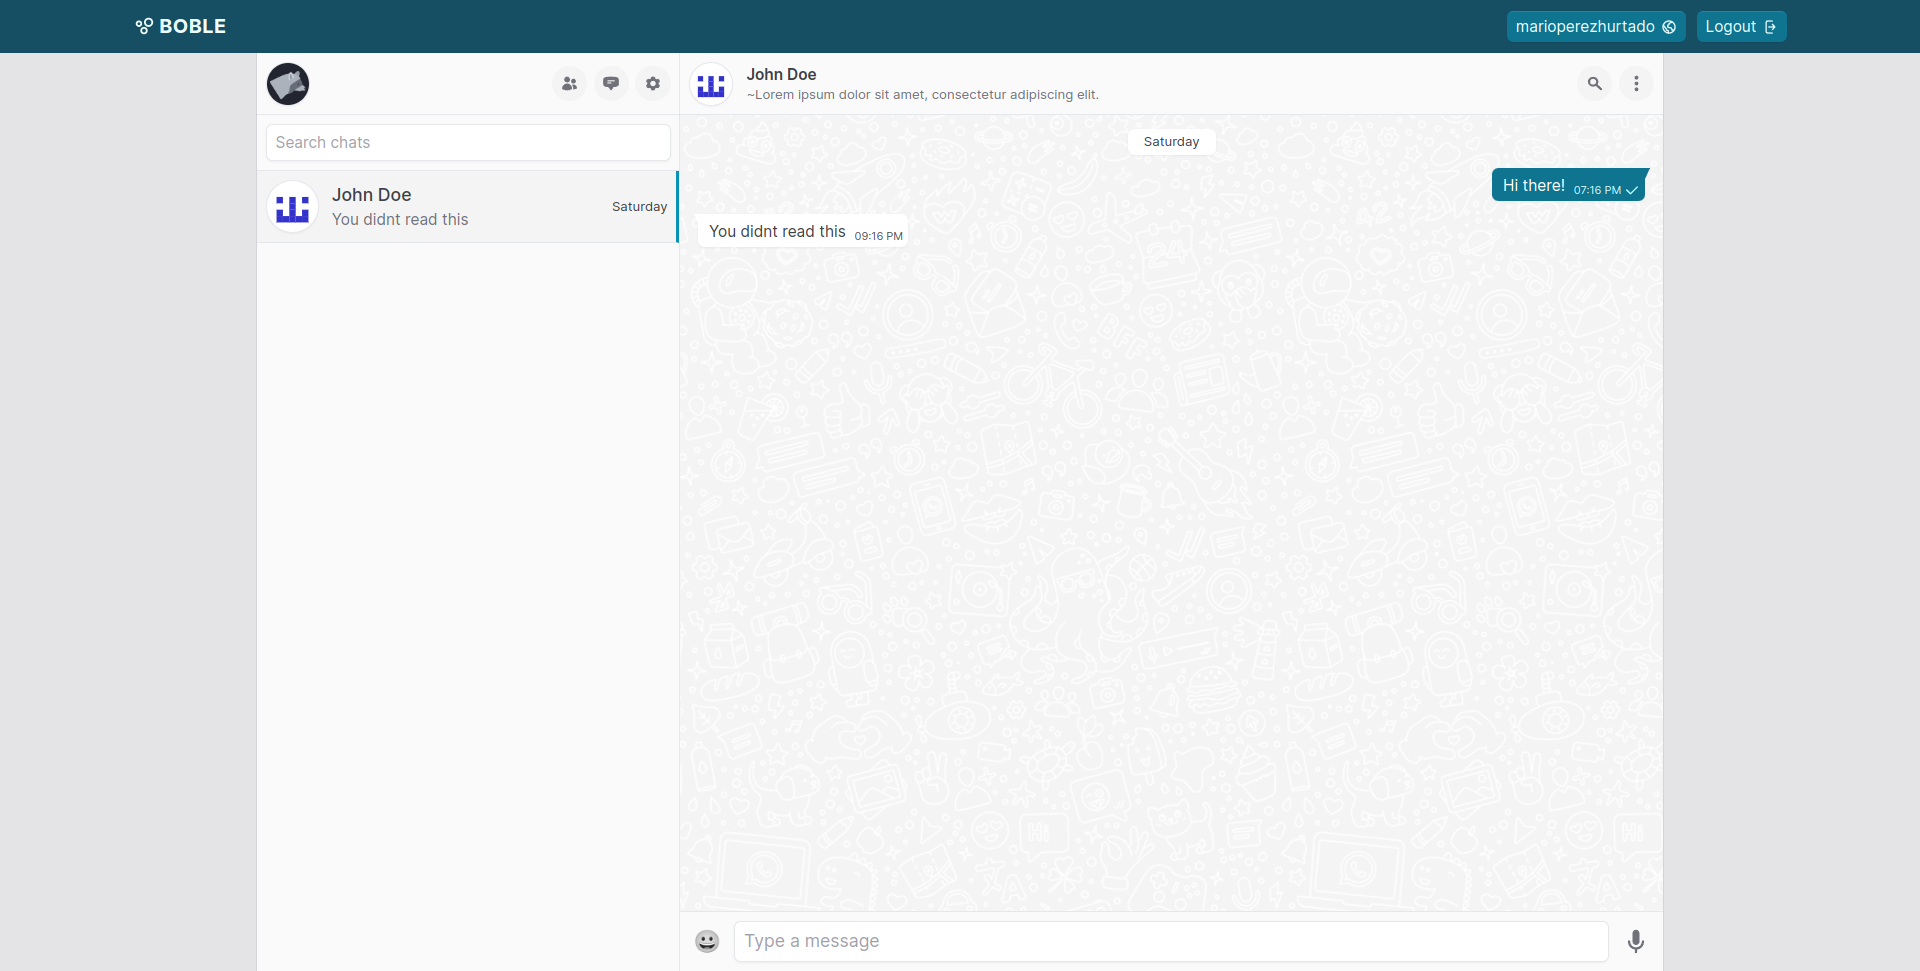 BOBLE
marioperezhurtado
Logout
John Doe
~Lorem ipsum dolor sit amet, consectetur adipiscing elit.
Search chats
John Doe
You didnt read this
Saturday
Saturday
Hi there! 07:16 PM
You didnt read this 09:16 PM
Type a message